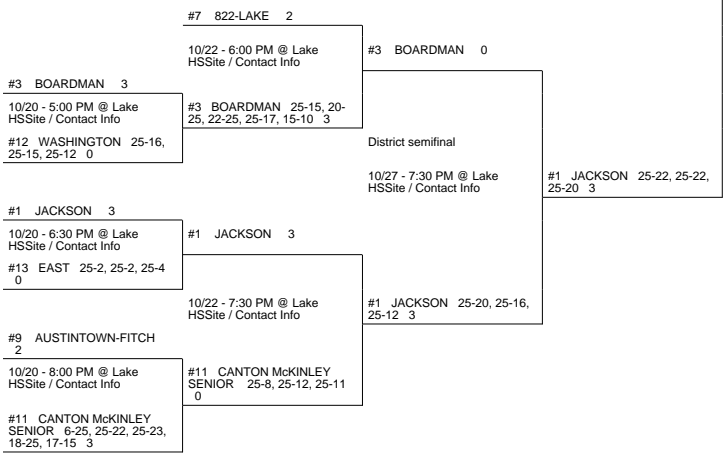 #7 822-LAKE 2
10/22 - 6:00 PM @ Lake
HSSite / Contact Info
#3 BOARDMAN 0
#3 BOARDMAN 3
10/20 - 5:00 PM @ Lake
HSSite / Contact Info
#3 BOARDMAN 25-15, 20-
25, 22-25, 25-17, 15-10 3
#12 WASHINGTON 25-16,
25-15, 25-12 0
District semifinal
10/27 - 7:30 PM @ Lake
HSSite / Contact Info
#1 JACKSON 25-22, 25-22,
25-20 3
#1 JACKSON 3
10/20 - 6:30 PM @ Lake
HSSite / Contact Info
#1 JACKSON 3
#13 EAST 25-2, 25-2, 25-4
0
10/22 - 7:30 PM @ Lake
HSSite / Contact Info
#1 JACKSON 25-20, 25-16,
25-12 3
#9 AUSTINTOWN-FITCH
2
10/20 - 8:00 PM @ Lake
HSSite / Contact Info
#11 CANTON McKINLEY
SENIOR 25-8, 25-12, 25-11
0
#11 CANTON McKINLEY
SENIOR 6-25, 25-22, 25-23,
18-25, 17-15 3